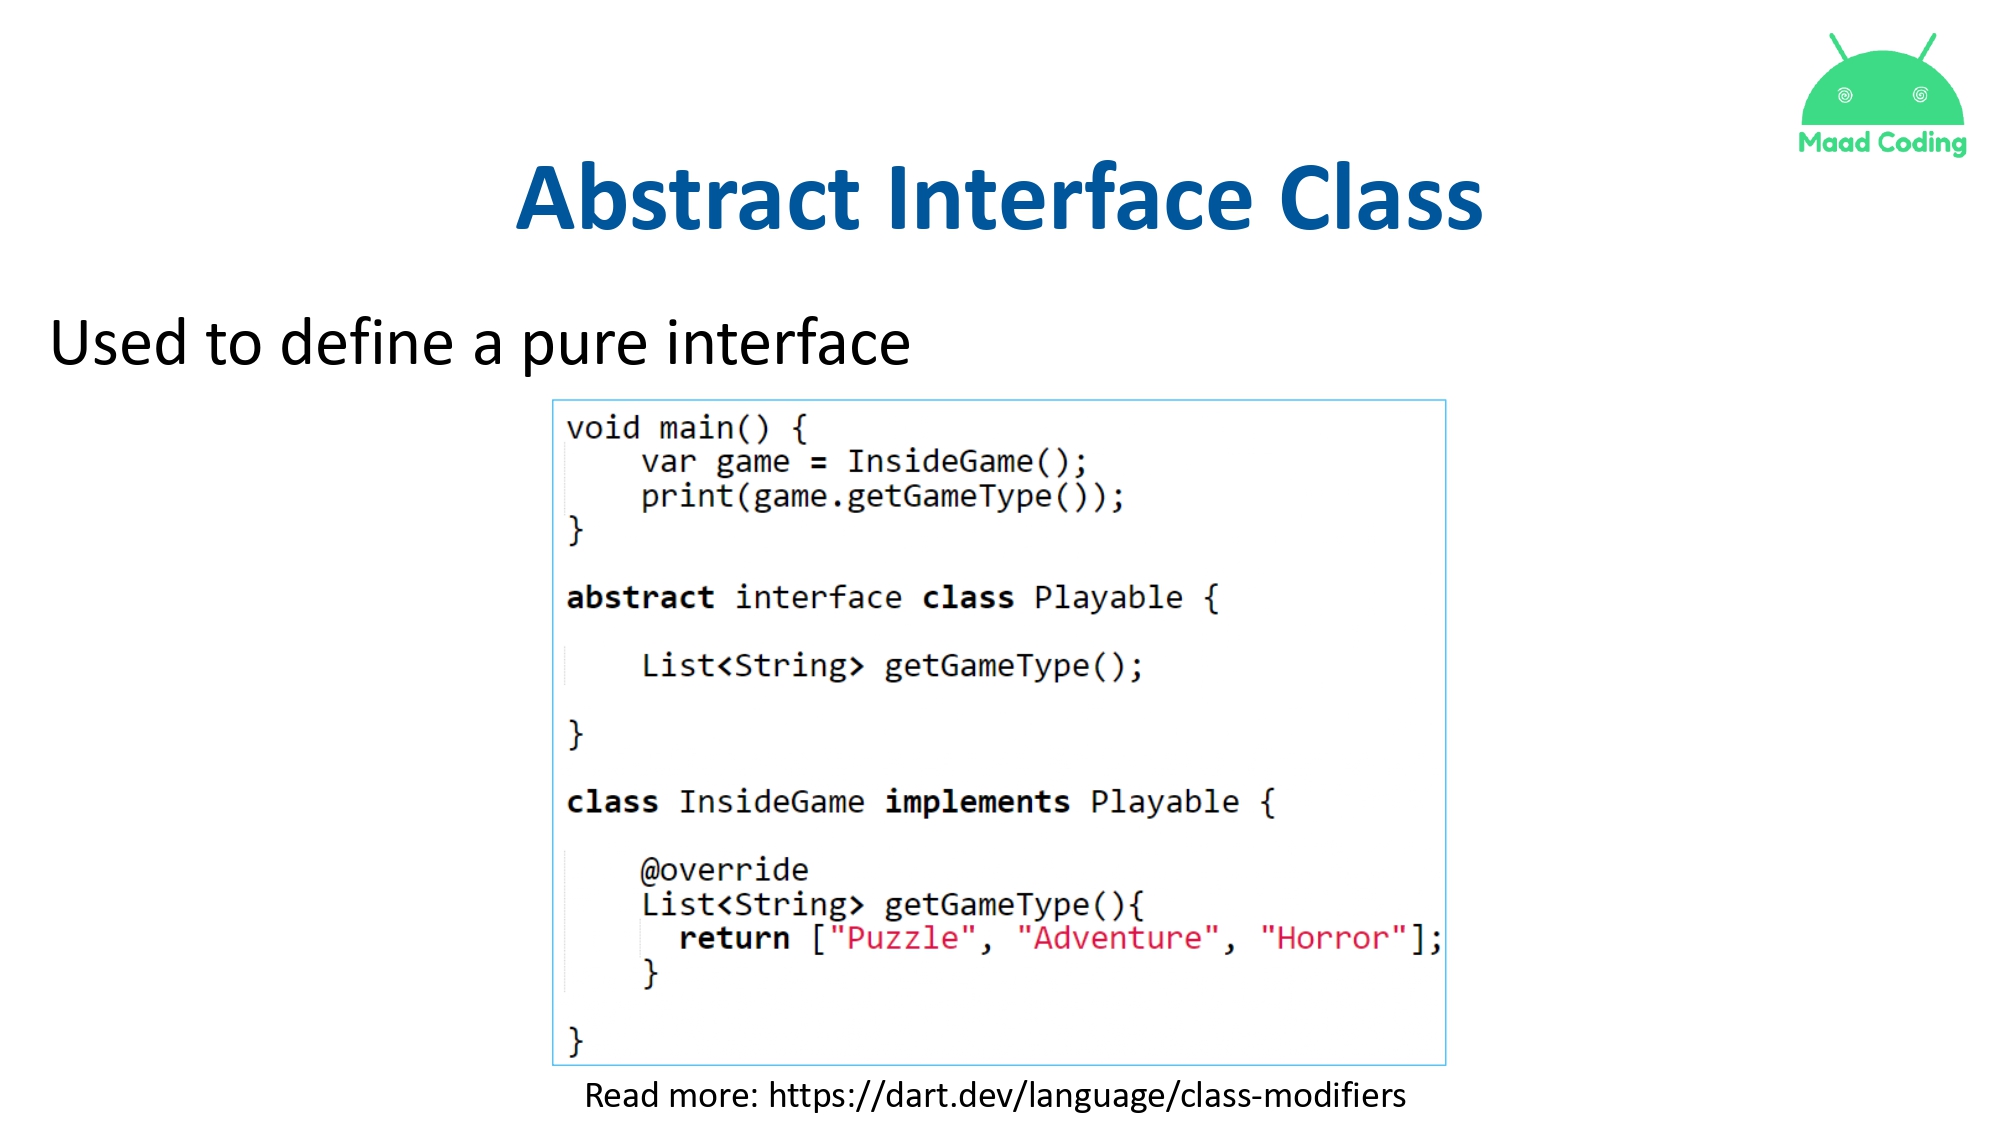 Maad Coding
Abstract Interface Class
Used to define a pure interface
void main() {
    var game = InsideGame();
    print(game.getGameType());
}
abstract interface class Playable {
    List<String> getGameType();
}
class InsideGame implements Playable {
    @override
    List<String> getGameType(){
      return ["Puzzle", "Adventure", "Horror"];
    }
}
Read more: https://dart.dev/language/class-modifiers